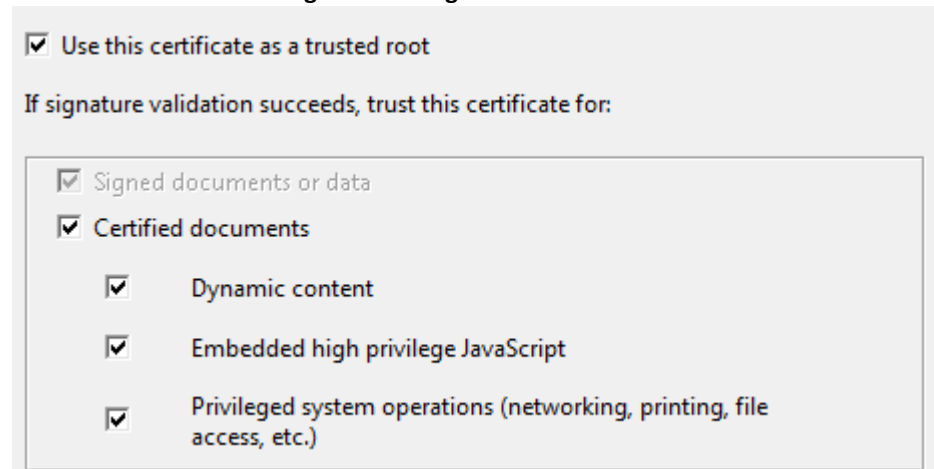 Use this certificate as a trusted root
If signature validation succeeds, trust this certificate for:
Signed documents or data
Certified documents
Dynamic content
Embedded high privilege JavaScript
Privileged system operations (networking, printing, file
access, etc.)